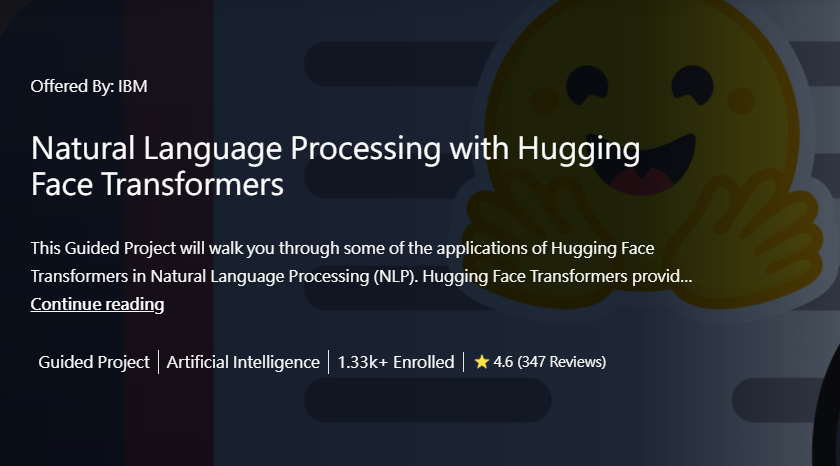 Offered By: IBM
Natural Language Processing with Hugging
Face Transformers
This Guided Project will walk you through some of the applications of Hugging Face
Transformers in Natural Language Processing (NLP). Hugging Face Transformers provid...
Continue reading
Guided Project | Artificial Intelligence | 1.33k+ Enrolled | ⭐ 4.6 (347 Reviews)